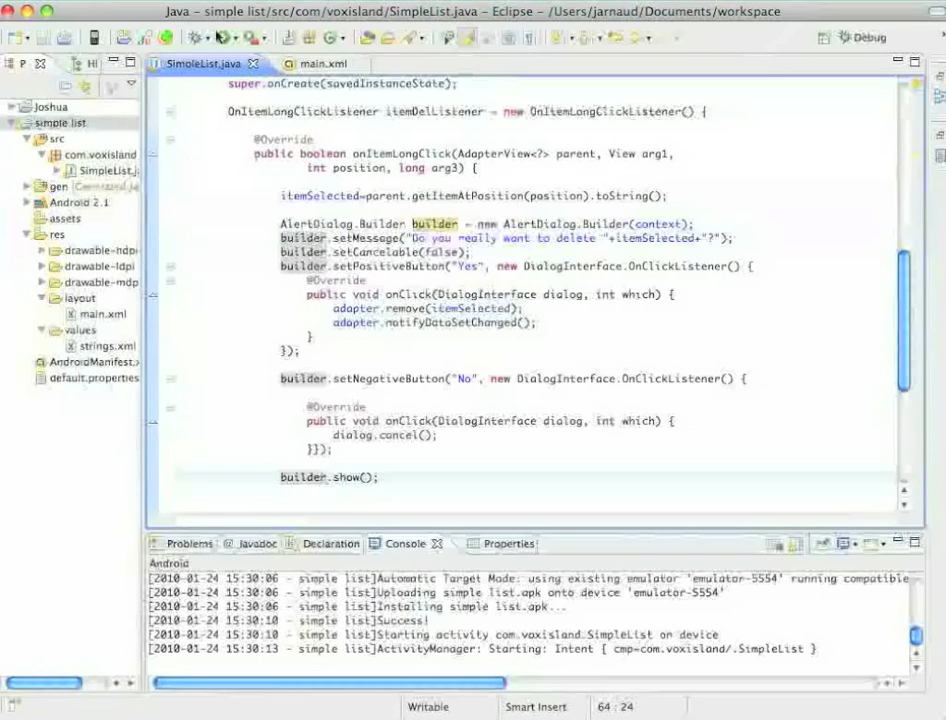 Java - simple list/src/com/voxisland/SimpleList.java - Eclipse - /Users/jarnaud/Documents/workspace
Debug
P
Hi
SimpleList.java
main.xml
Joshua
simple list
src
com.voxisland
SimpleList.j
gen
Android 2.1
assets
res
drawable-hdp
drawable-ldpi
drawable-mdp
layout
main.xml
values
strings.xml
AndroidManifest.
default.properties
super.onCreate(savedInstanceState);
OnItemLongClickListener itemDelListener = new OnItemLongClickListener() {
@Override
public boolean onItemLongClick(AdapterView<?> parent, View arg1,
int position, long arg3) {
itemSelected=parent.getItemAtPosition(position).toString();
AlertDialog.Builder builder = new AlertDialog.Builder(context);
builder.setMessage("Do you really want to delete "+itemSelected+"?");
builder.setCancelable(false);
builder.setPositiveButton("Yes", new DialogInterface.OnClickListener() {
@Override
public void onClick(DialogInterface dialog, int which) {
adapter.remove(itemSelected);
adapter.notifyDataSetChanged();
}
});
builder.setNegativeButton("No", new DialogInterface.OnClickListener() {
@Override
public void onClick(DialogInterface dialog, int which) {
dialog.cancel();
}});
builder.show();
Problems @ Javadoc Declaration Console Properties
Android
[2010-01-24 15:30:06 - simple list]Automatic Target Mode: using existing emulator 'emulator-5554' running compatible
[2010-01-24 15:30:06 - simple list]Uploading simple list.apk onto device 'emulator-5554'
[2010-01-24 15:30:06 - simple list]Installing simple list.apk...
[2010-01-24 15:30:10 - simple list]Success!
[2010-01-24 15:30:10 - simple list]Starting activity com.voxisland.SimpleList on device
[2010-01-24 15:30:13 - simple list]ActivityManager: Starting: Intent { cmp=com.voxisland/.SimpleList }
Writable Smart Insert 64 : 24